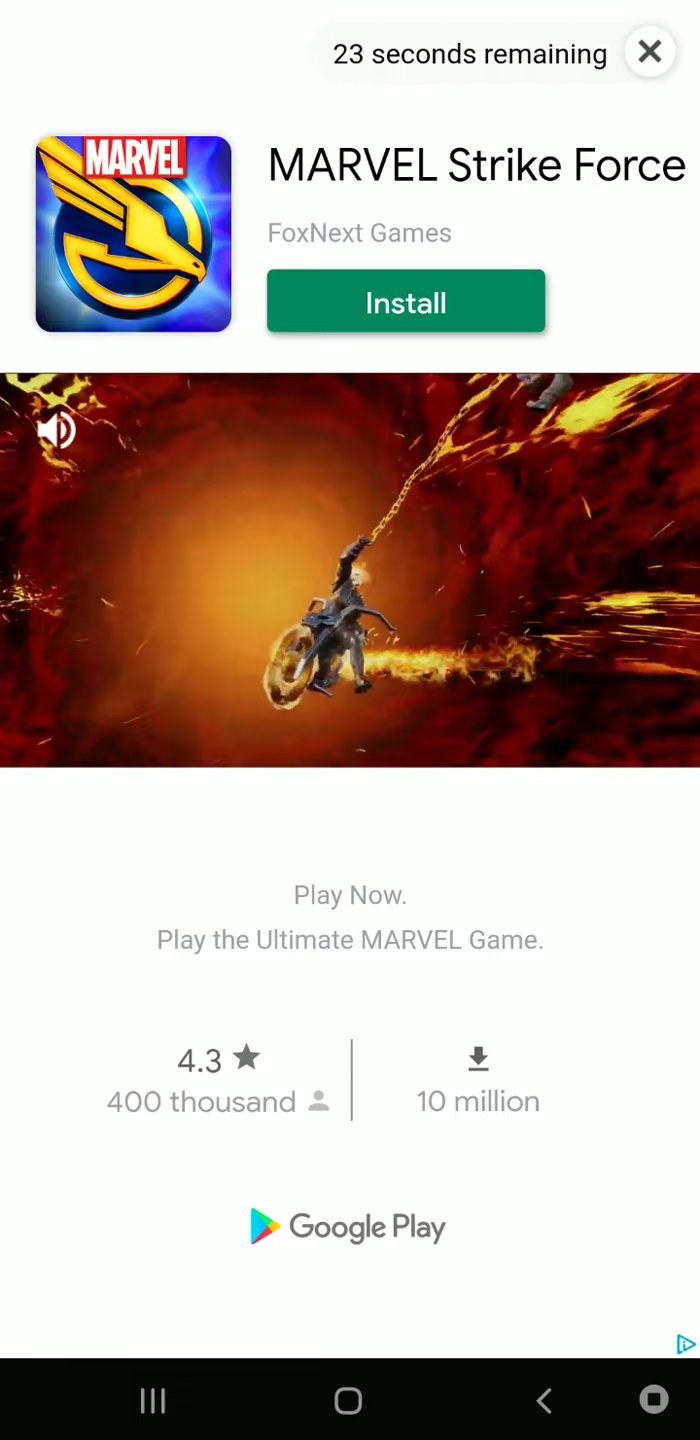 23 seconds remaining
MARVEL
MARVEL Strike Force
FoxNext Games
Install
Play Now.
Play the Ultimate MARVEL Game.
4.3
400 thousand
10 million
Google Play